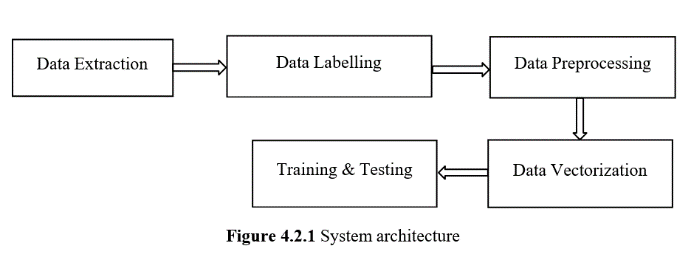 Data Extraction
Data Labelling
Data Preprocessing
Data Vectorization
Training & Testing
Figure 4.2.1 System architecture